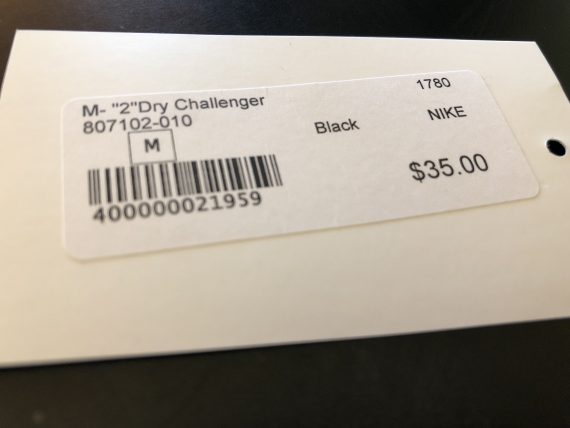 M- "2"Dry Challenger
807102-010
M
400000021959
Black
1780
NIKE
$35.00